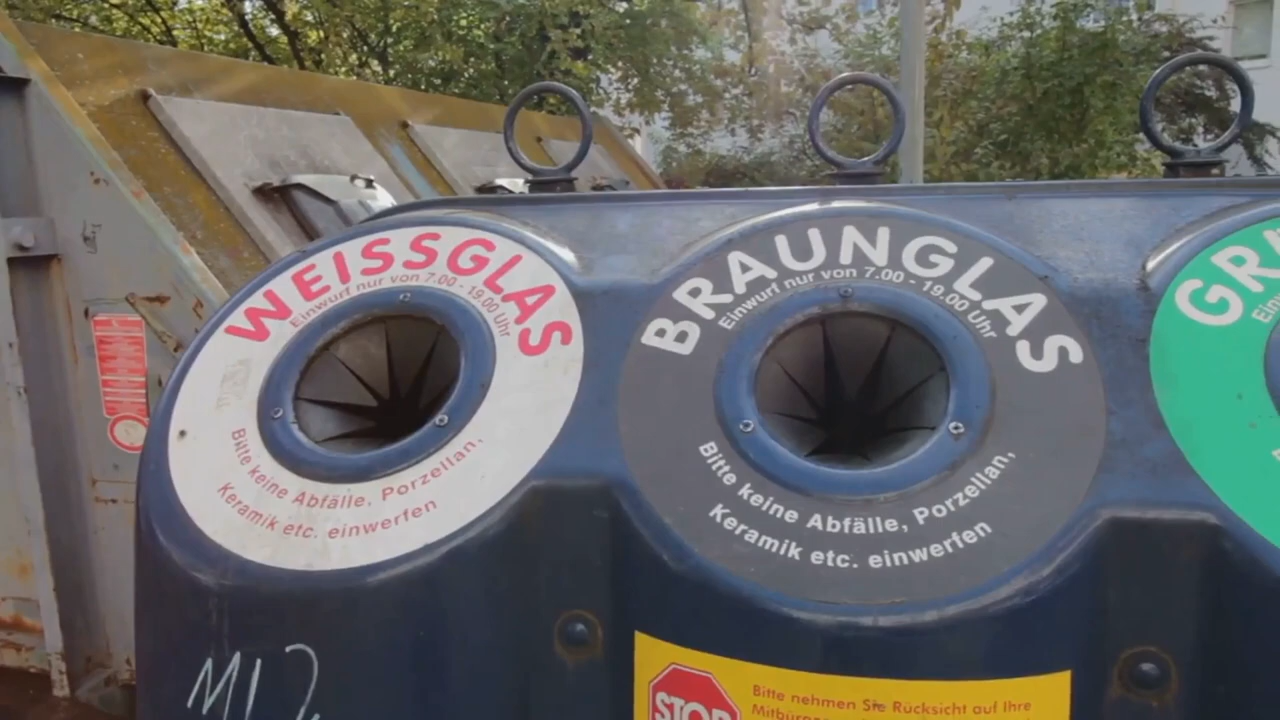 WEISSGLAS
Einwurf nur von 7.00 - 19.00 Uhr
Bitte keine Abfälle, Porzellan,
Keramik etc. einwerfen
BRAUNGLAS
Einwurf nur von 7.00 - 19.00 Uhr
Bitte keine Abfälle, Porzellan,
Keramik etc. einwerfen
STOP
Bitte nehmen Sie Rücksicht auf Ihre